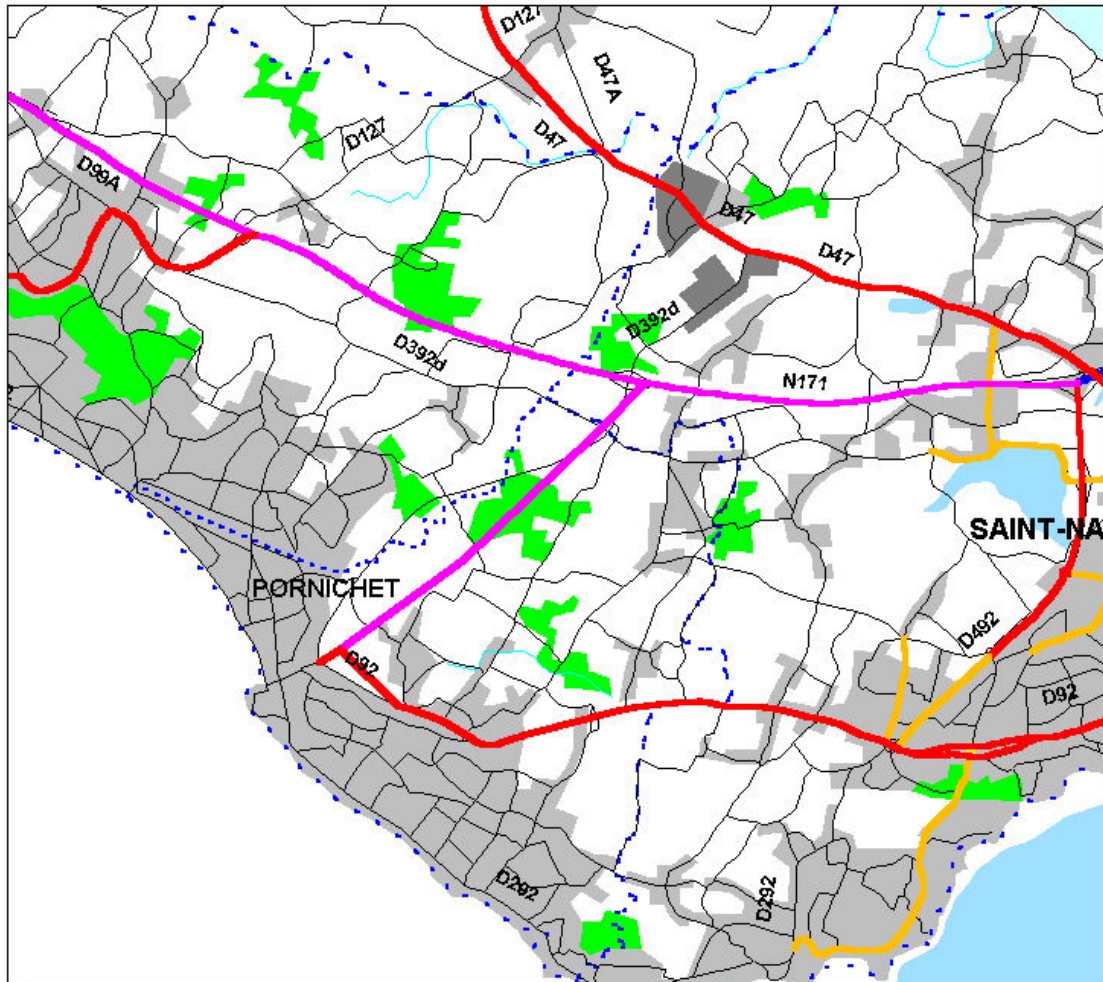 D127
D47A
D127
D47
D99A
D47
D47
D392d
D392d
N171
SAINT-NA
PORNICHET
D492
D92
D92
D292
D292